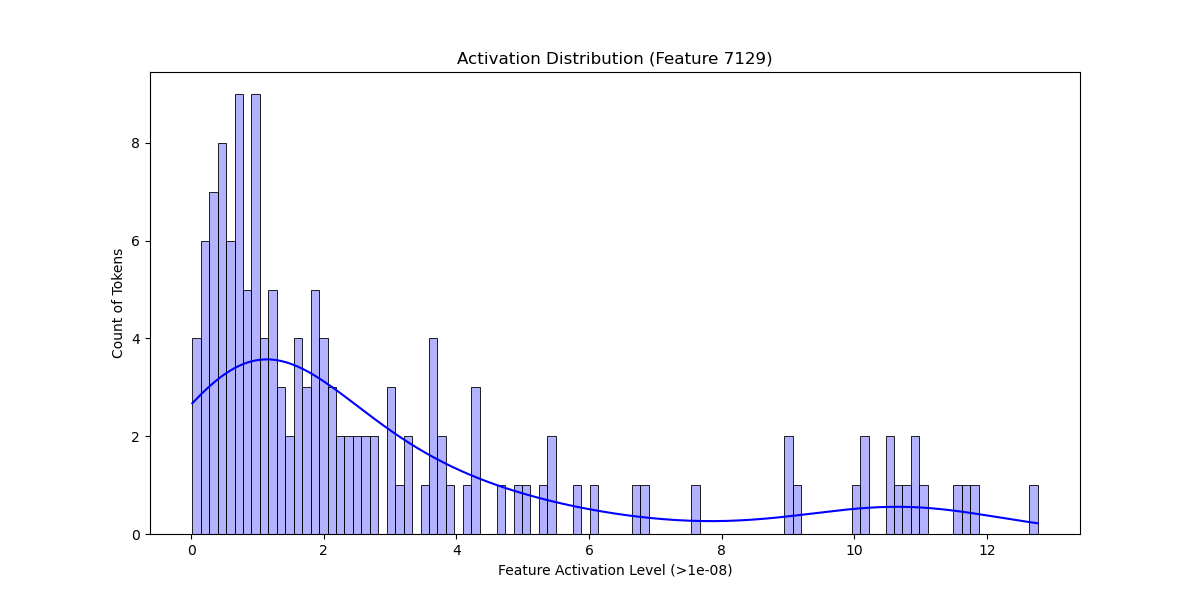 Activation Distribution (Feature 7129)
8
6
4
2
0
Count of Tokens
0 2 4 6 8 10 12
Feature Activation Level (>1e-08)